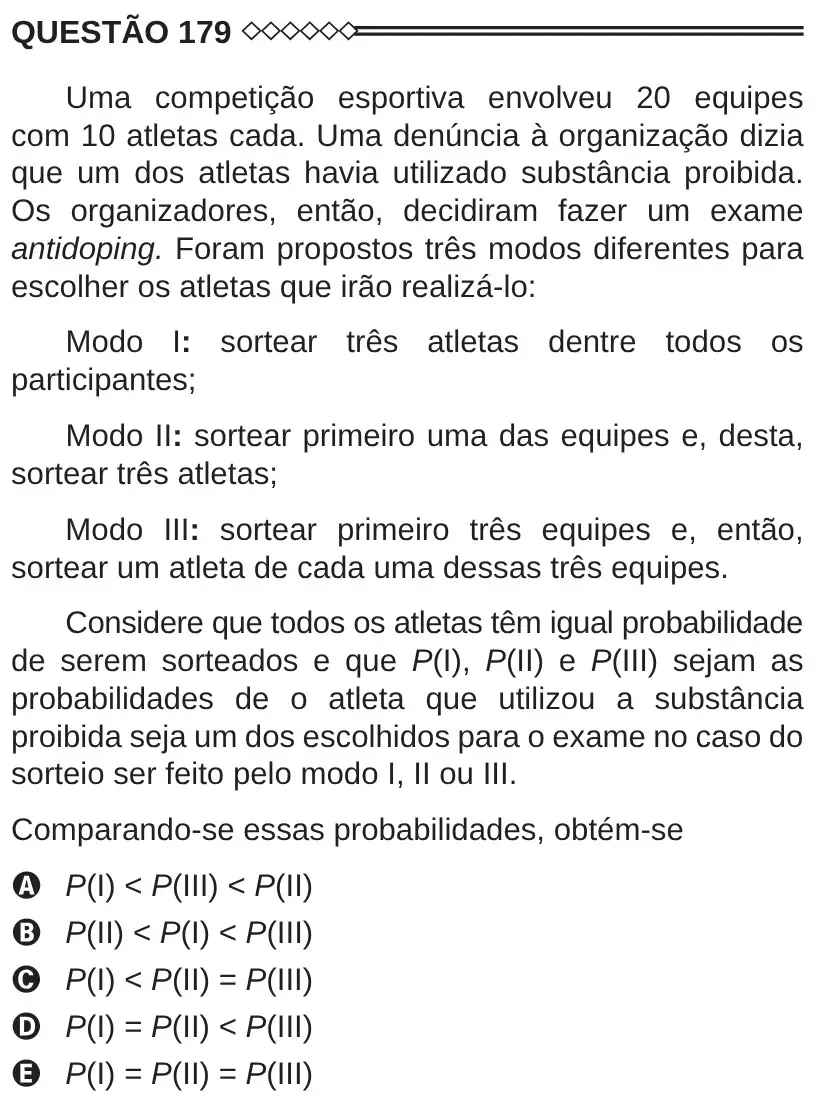 QUESTÃO 179
Uma competição esportiva envolveu 20 equipes
com 10 atletas cada. Uma denúncia à organização dizia
que um dos atletas havia utilizado substância proibida.
Os organizadores, então, decidiram fazer um exame
antidoping. Foram propostos três modos diferentes para
escolher os atletas que irão realizá-lo:
Modo I: sortear três atletas dentre todos os
participantes;
Modo II: sortear primeiro uma das equipes e, desta,
sortear três atletas;
Modo III: sortear primeiro três equipes e, então,
sortear um atleta de cada uma dessas três equipes.
Considere que todos os atletas têm igual probabilidade
de serem sorteados e que P(I), P(II) e P(III) sejam as
probabilidades de o atleta que utilizou a substância
proibida seja um dos escolhidos para o exame no caso do
sorteio ser feito pelo modo I, II ou III.
Comparando-se essas probabilidades, obtém-se
A P(I) < P(III) < P(II)
B P(II) < P(I) < P(III)
C P(I) < P(II) = P(III)
D P(I) = P(II) < P(III)
E P(I) = P(II) = P(III)